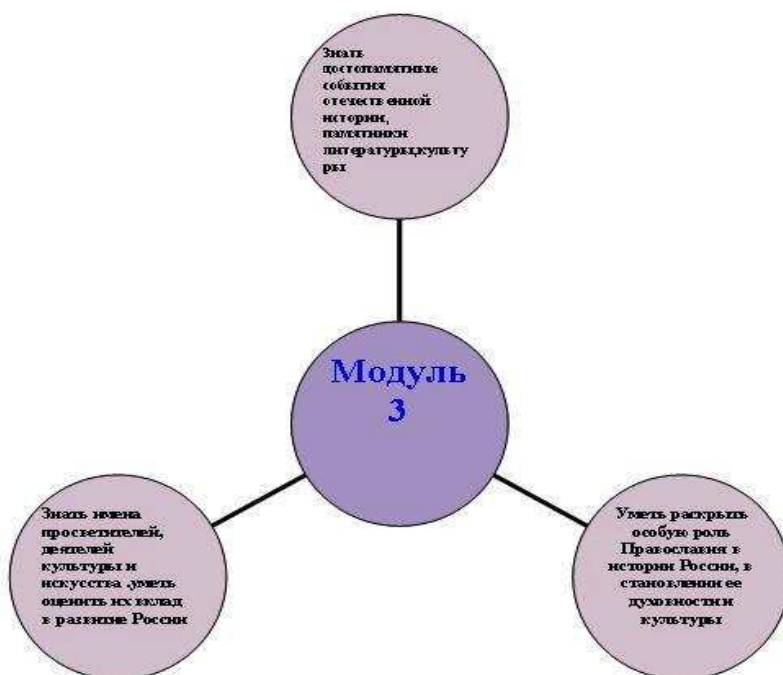 Знать
достопамятные
события
отечественной
истории,
памятники
литературы,культу
ры
Модуль
3
Знать имена
просветителей,
деятелей
культуры и
искусства ,уметь
оценить их вклад
в развитие России
Уметь раскрыть
особую роль
Православия в
истории России, в
становлении ее
духовности и
культуры